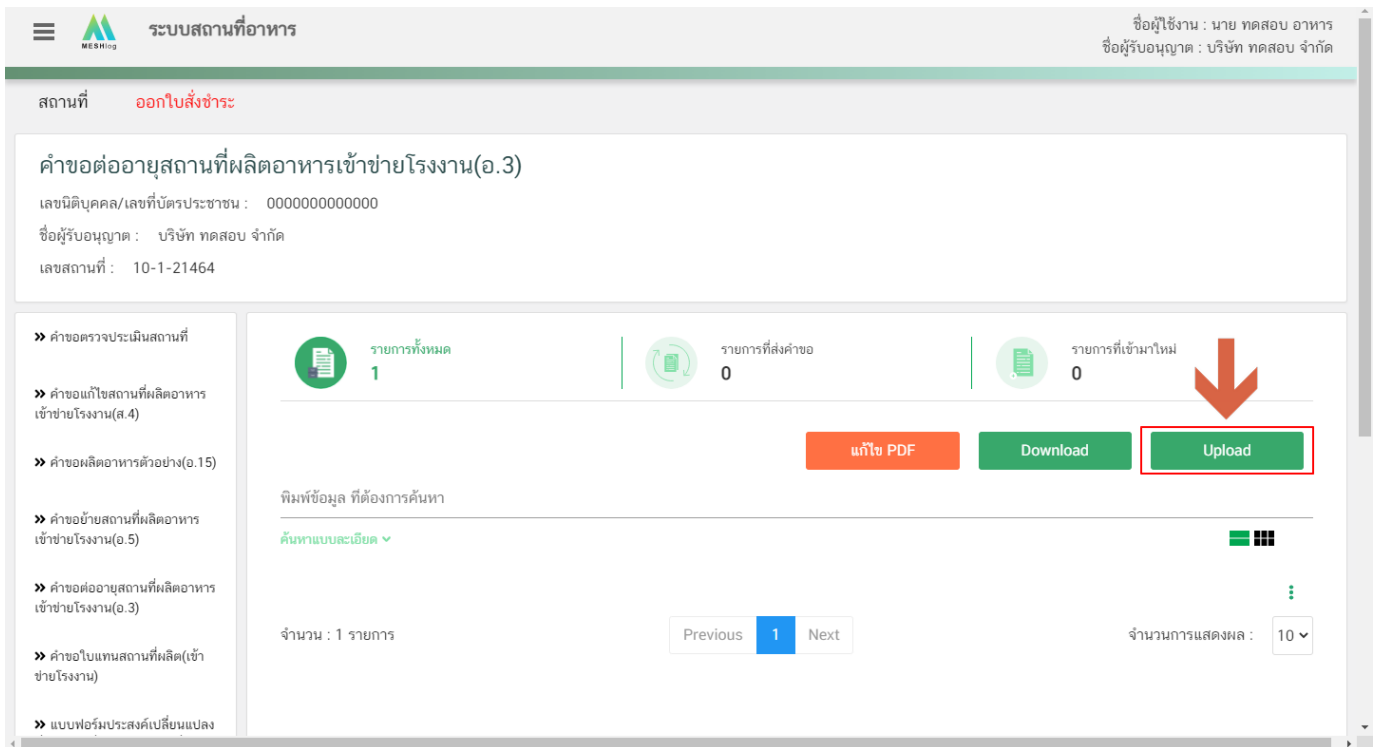 MESHlog
ระบบสถานที่อาหาร
ชื่อผู้ใช้งาน : นาย ทดสอบ อาหาร
ชื่อผู้รับอนุญาต : บริษัท ทดสอบ จำกัด
สถานที่ ออกใบสั่งชำระ
คำขอต่ออายุสถานที่ผลิตอาหารเข้าข่ายโรงงาน(อ.3)
เลขนิติบุคคล/เลขที่บัตรประชาชน : 0000000000000
ชื่อผู้รับอนุญาต : บริษัท ทดสอบ จำกัด
เลขสถานที่ : 10-1-21464
คำขอตรวจประเมินสถานที่
คำขอแก้ไขสถานที่ผลิตอาหาร
เข้าข่ายโรงงาน(ส.4)
คำขอผลิตอาหารตัวอย่าง(อ.15)
คำขอย้ายสถานที่ผลิตอาหาร
เข้าข่ายโรงงาน(อ.5)
คำขอต่ออายุสถานที่ผลิตอาหาร
เข้าข่ายโรงงาน(อ.3)
คำขอใบแทนสถานที่ผลิต(เข้า
ข่ายโรงงาน)
แบบฟอร์มประสงค์เปลี่ยนแปลง
รายการทั้งหมด
1
รายการที่ส่งคำขอ
0
รายการที่เข้ามาใหม่
0
แก้ไข PDF Download Upload
พิมพ์ข้อมูล ที่ต้องการค้นหา
ค้นหาแบบละเอียด
จำนวน : 1 รายการ
Previous 1 Next
จำนวนการแสดงผล : 10